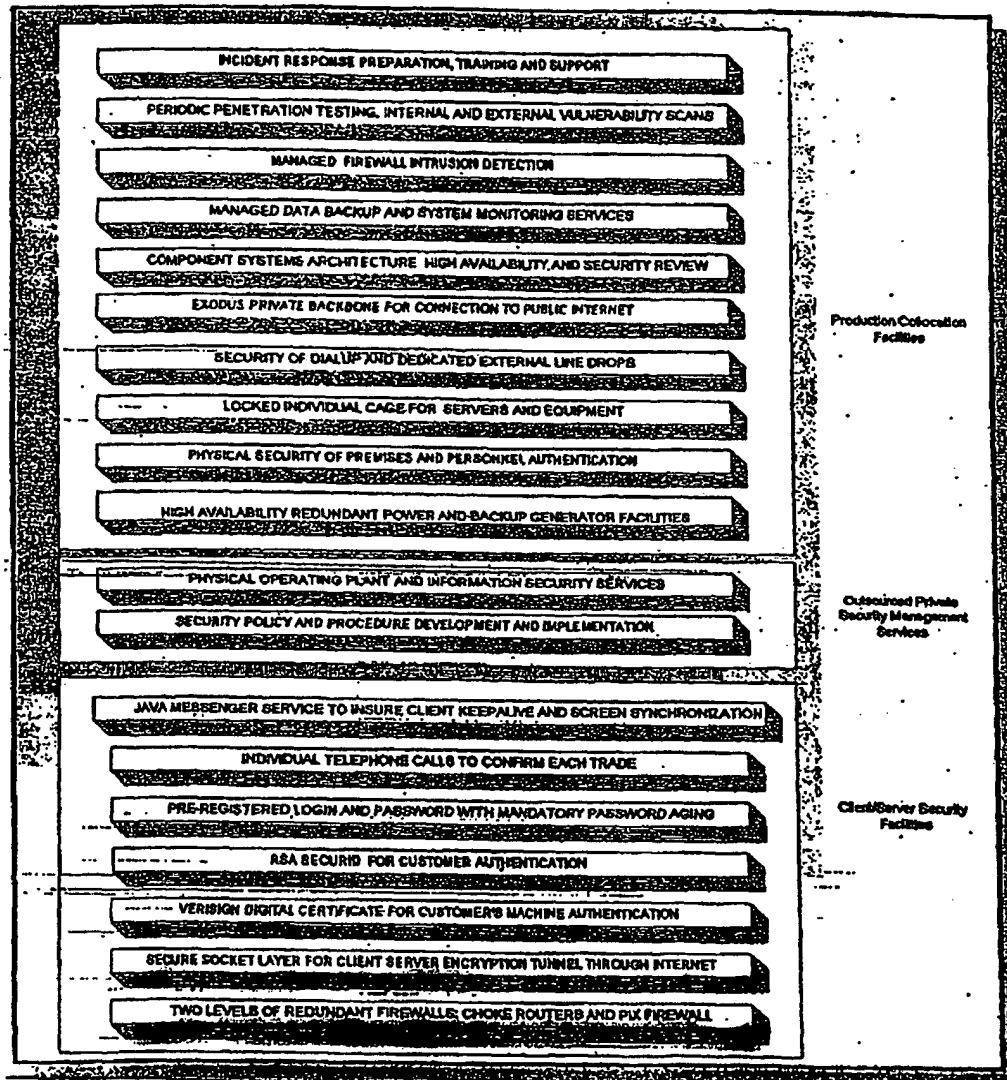 INCIDENT RESPONSE PREPARATION, TRAINING AND SUPPORT
PERIODIC PENETRATION TESTING, INTERNAL AND EXTERNAL VULNERABILITY SCANS
MANAGED FIREWALL INTRUSION DETECTION
MANAGED DATA BACKUP AND SYSTEM MONITORING SERVICES
COMPONENT SYSTEMS ARCHITECTURE HIGH AVAILABILITY, AND SECURITY REVIEW
EXODUS PRIVATE BACKBONE FOR CONNECTION TO PUBLIC INTERNET
SECURITY OF DIALUP AND DEDICATED EXTERNAL LINE DROPS
LOCKED INDIVIDUAL CAGE FOR SERVERS AND EQUIPMENT
PHYSICAL SECURITY OF PREMISES AND PERSONNEL AUTHENTICATION
HIGH AVAILABILITY REDUNDANT POWER AND BACKUP GENERATOR FACILITIES
Production Collocation
Facilities
PHYSICAL OPERATING PLANT AND INFORMATION SECURITY SERVICES
SECURITY POLICY AND PROCEDURE DEVELOPMENT AND IMPLEMENTATION
Outsourced Private
Security Management
Services
JAVA MESSENGER SERVICE TO INSURE CLIENT KEEPALIVE AND SCREEN SYNCHRONIZATION
INDIVIDUAL TELEPHONE CALLS TO CONFIRM EACH TRADE
PRE-REGISTERED LOGIN AND PASSWORD WITH MANDATORY PASSWORD AGING
RSA SECURID FOR CUSTOMER AUTHENTICATION
VERISIGN DIGITAL CERTIFICATE FOR CUSTOMER'S MACHINE AUTHENTICATION
SECURE SOCKET LAYER FOR CLIENT SERVER ENCRYPTION TUNNEL THROUGH INTERNET
TWO LEVELS OF REDUNDANT FIREWALLS; CHOKE ROUTERS AND PIX FIREWALL
Client/Server Security
Facilities